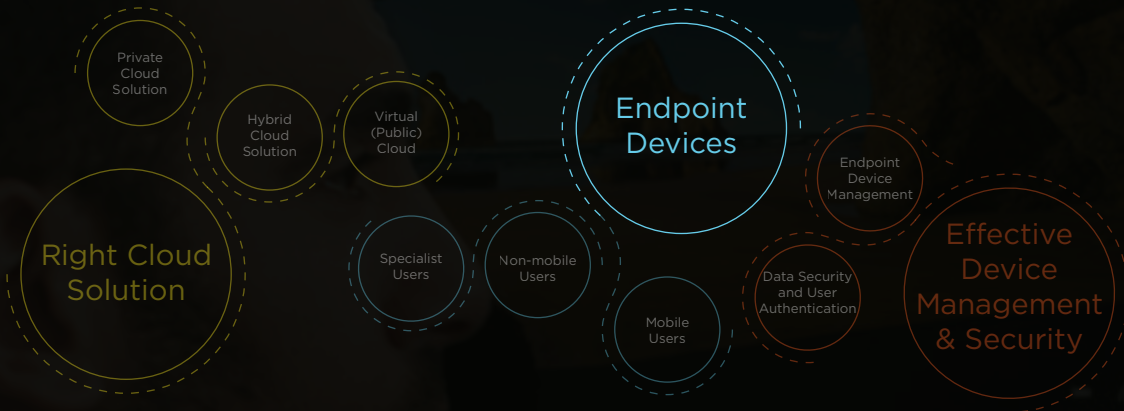 Private
Cloud
Solution
Hybrid
Cloud
Solution
Virtual
(Public)
Cloud
Right Cloud
Solution
Endpoint
Devices
Specialist
Users
Non-mobile
Users
Mobile
Users
Endpoint
Device
Management
Data Security
and User
Authentication
Effective
Device
Management
& Security